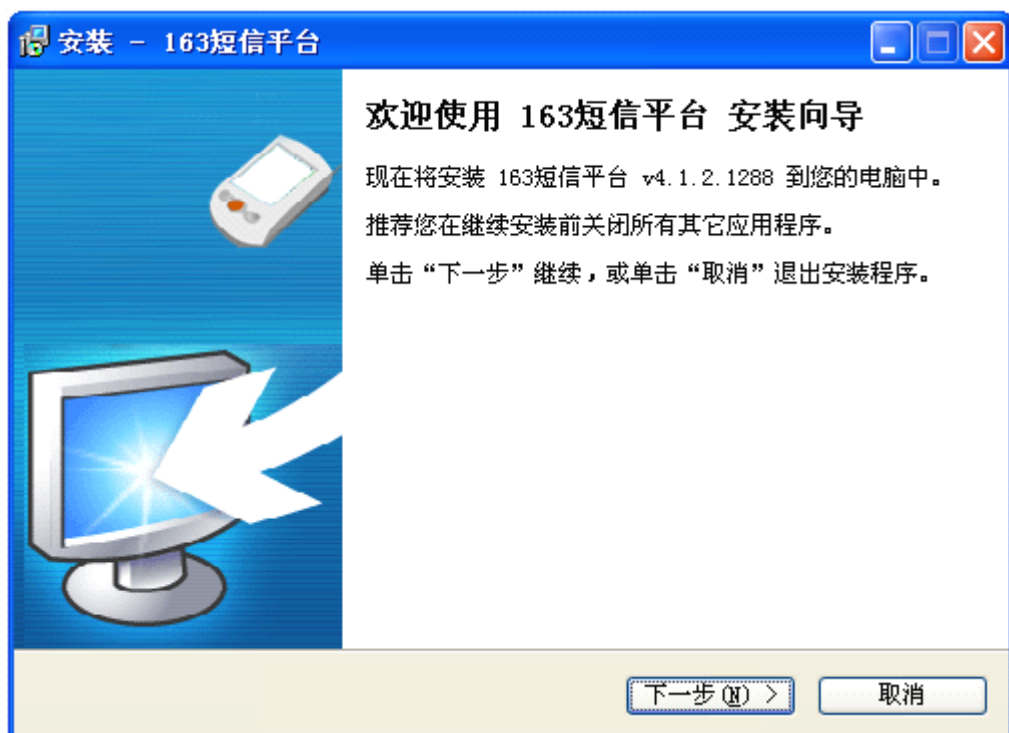 安装 - 163短信平台
欢迎使用 163短信平台 安装向导
现在将安装 163短信平台 v4.1.2.1288 到您的电脑中。
推荐您在继续安装前关闭所有其它应用程序。
单击“下一步”继续，或单击“取消”退出安装程序。
下一步(N) >
取消